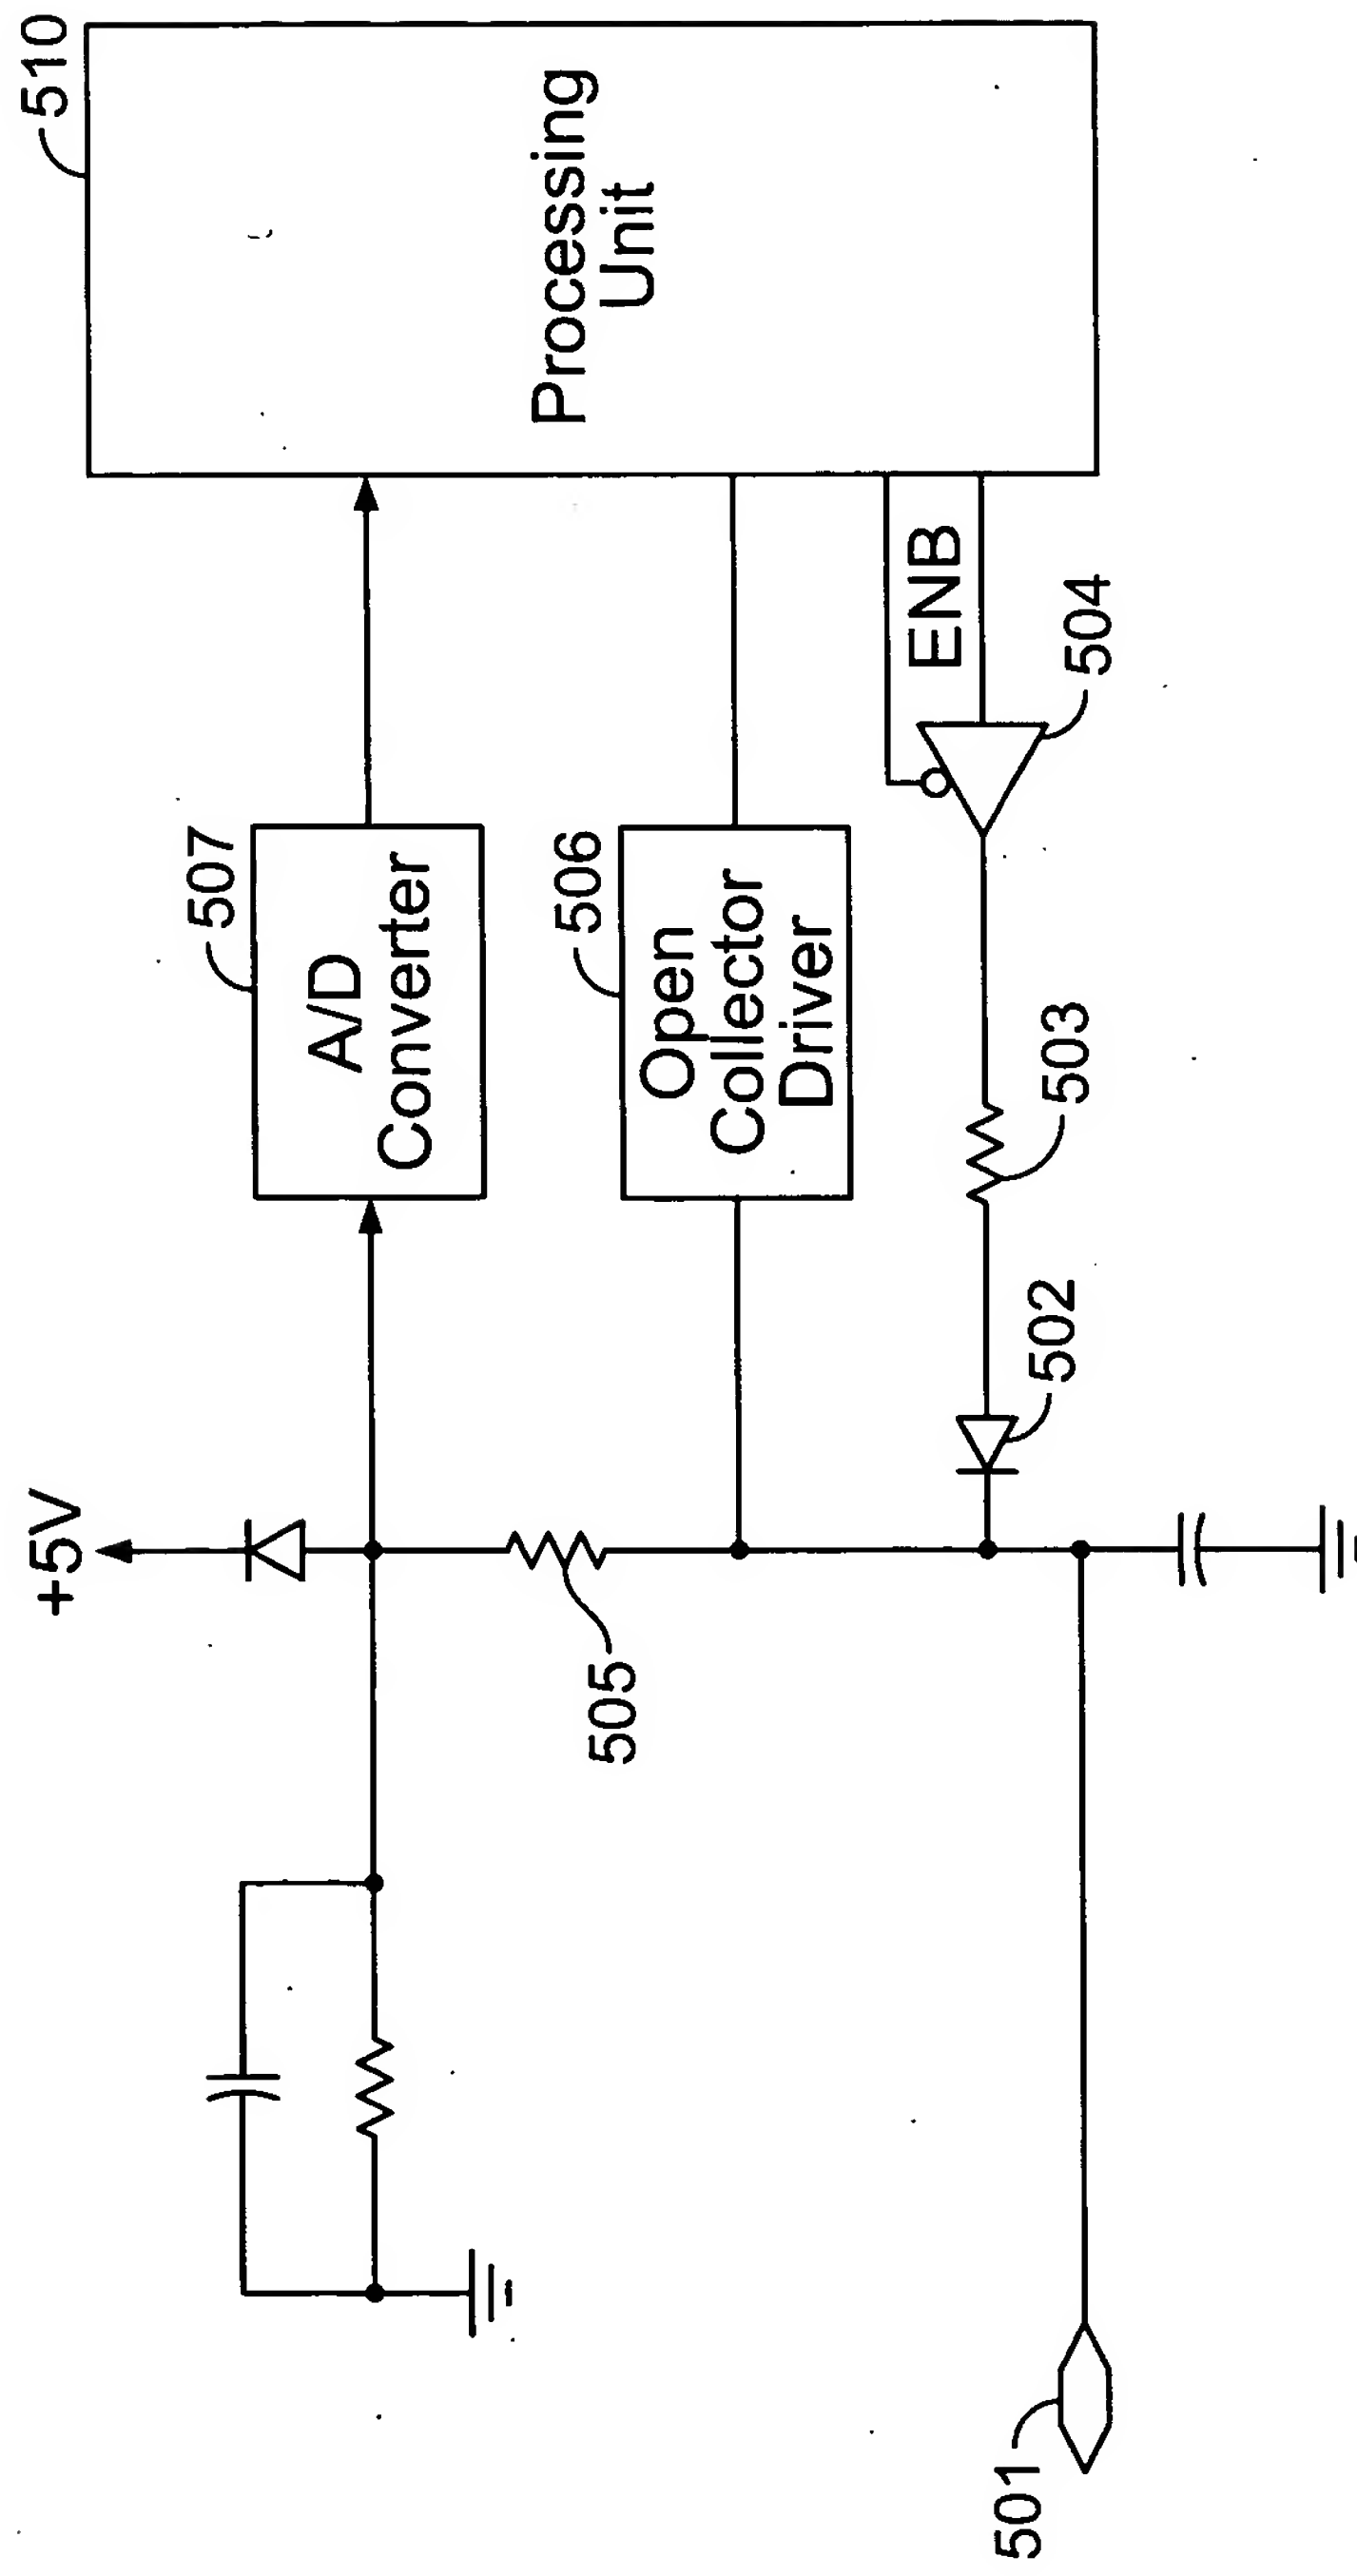 +5V
510
507
A/D
Converter
Processing
Unit
505
506
Open
Collector
Driver
ENB
501
502
503
504